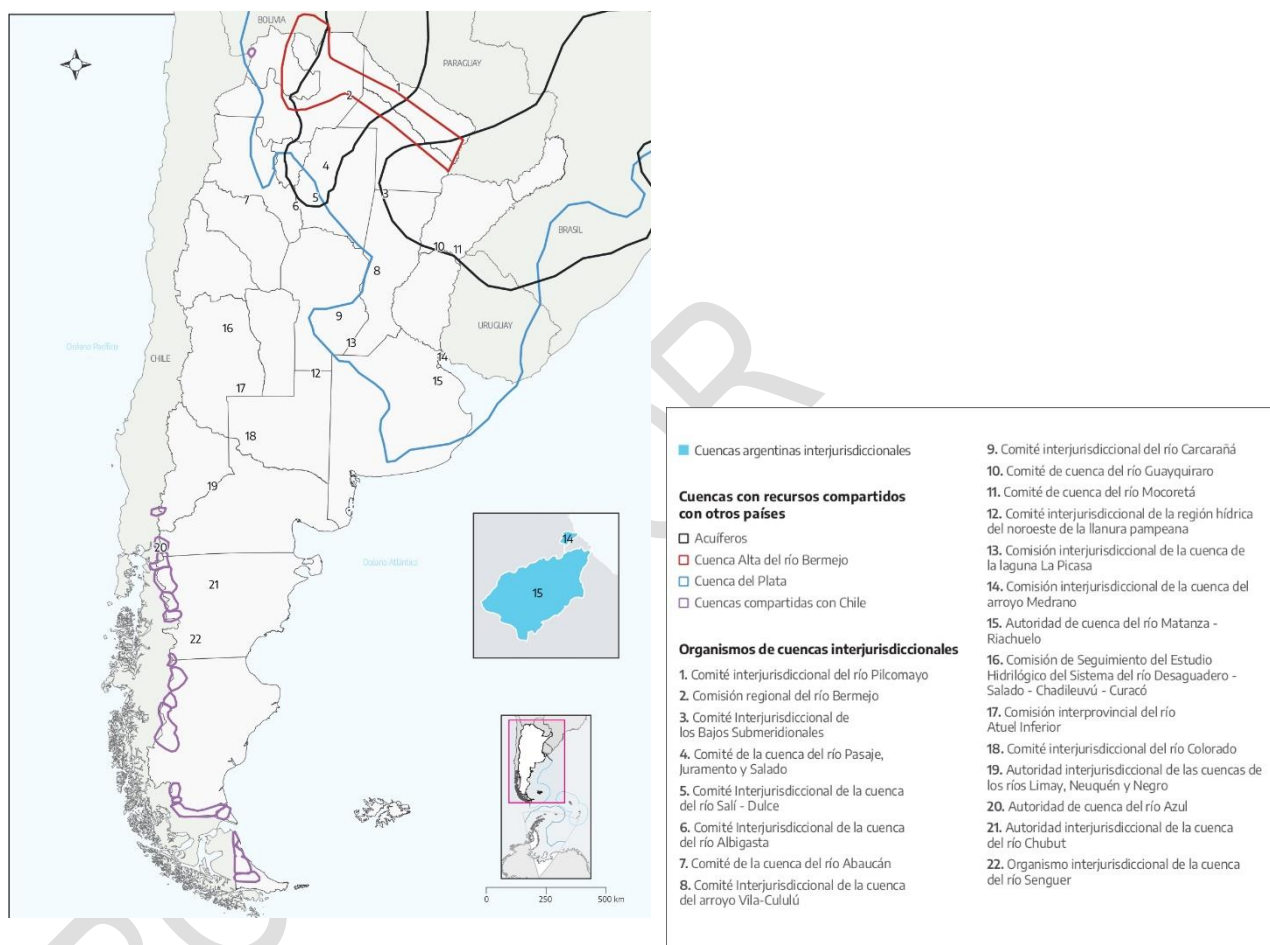 BOLIVIA
PARAGUAY
1
2
4
3
5
7
6
BRASIL
10
11
8
16
9
URUGUAY
Océano Pacífico
13
CHILE
14
12
15
17
18
19
14
20
Océano Atlántico
21
15
22
0 250 500 km
Cuencas argentinas interjurisdiccionales
Cuencas con recursos compartidos
con otros países
Acuíferos
Cuenca Alta del río Bermejo
Cuenca del Plata
Cuencas compartidas con Chile
Organismos de cuencas interjurisdiccionales
1. Comité interjurisdiccional del río Pilcomayo
2. Comisión regional del río Bermejo
3. Comité Interjurisdiccional de
los Bajos Submeridionales
4. Comité de la cuenca del río Pasaje,
Juramento y Salado
5. Comité Interjurisdiccional de la cuenca
del río Salí - Dulce
6. Comité Interjurisdiccional de la cuenca
del río Albigasta
7. Comité de la cuenca del río Abaucán
8. Comité Interjurisdiccional de la cuenca
del arroyo Vila-Cululú
9. Comité interjurisdiccional del río Carcarañá
10. Comité de cuenca del río Guayquiraro
11. Comité de cuenca del río Mocoretá
12. Comité interjurisdiccional de la región hídrica
del noroeste de la llanura pampeana
13. Comisión interjurisdiccional de la cuenca de
la laguna La Picasa
14. Comisión interjurisdiccional de la cuenca del
arroyo Medrano
15. Autoridad de cuenca del río Matanza -
Riachuelo
16. Comisión de Seguimiento del Estudio
Hidrilógico del Sistema del río Desaguadero -
Salado - Chadileuvú - Curacó
17. Comisión interprovincial del río
Atuel Inferior
18. Comité interjurisdiccional del río Colorado
19. Autoridad interjurisdiccional de las cuencas de
los ríos Limay, Neuquén y Negro
20. Autoridad de cuenca del río Azul
21. Autoridad interjurisdiccional de la cuenca
del río Chubut
22. Organismo interjurisdiccional de la cuenca
del río Senguer